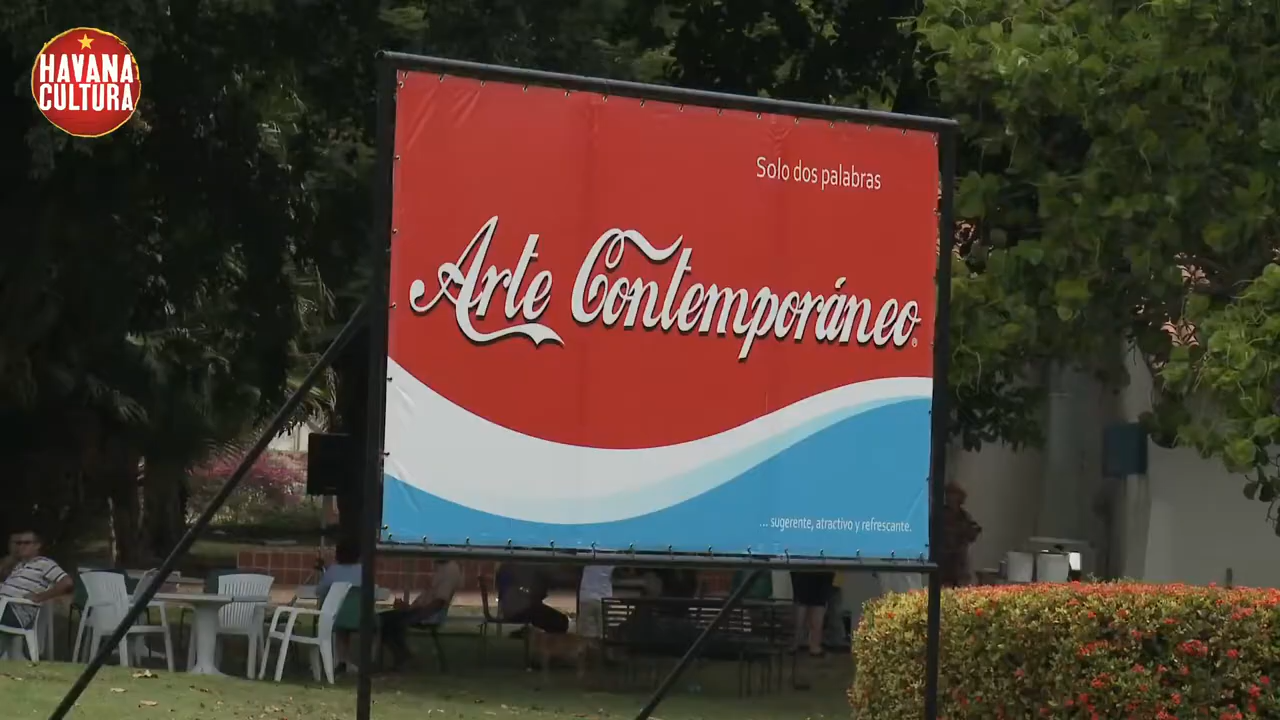 HAVANA
CULTURA
Solo dos palabras
Arte Contemporáneo®
... sugerente, atractivo y refrescante.